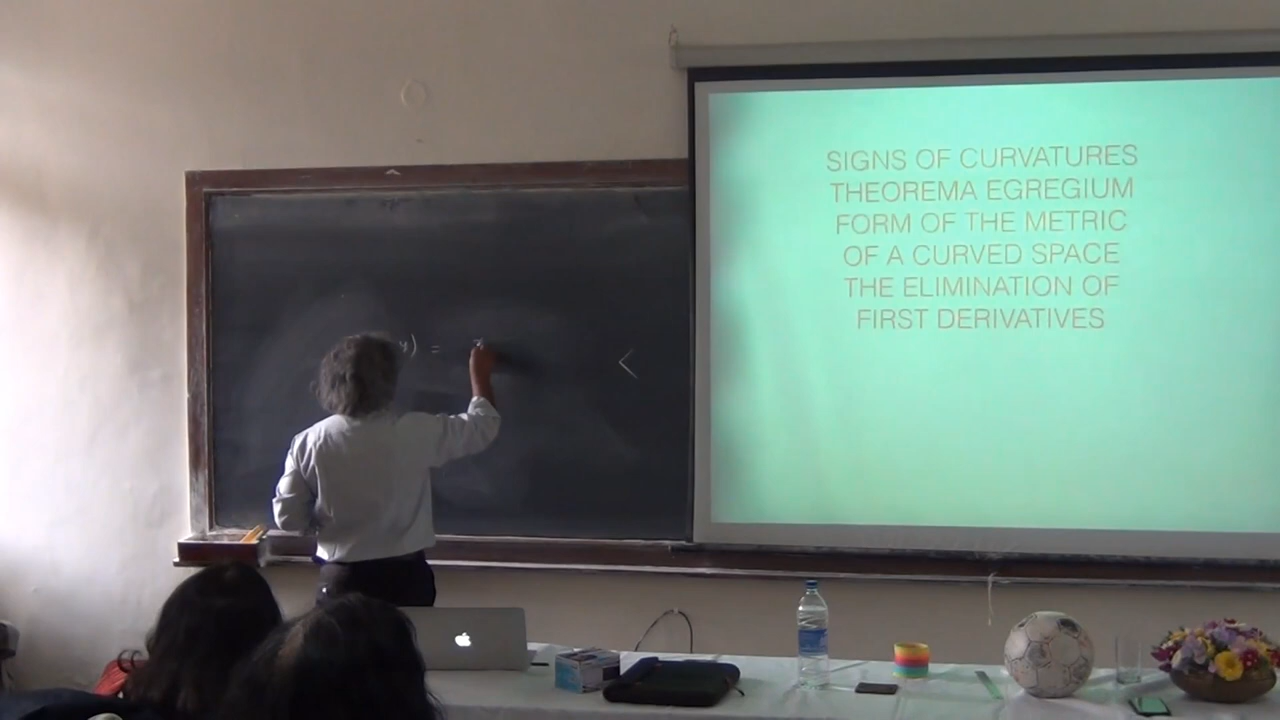 y) =
SIGNS OF CURVATURES
THEOREMA EGREGIUM
FORM OF THE METRIC
OF A CURVED SPACE
THE ELIMINATION OF
FIRST DERIVATIVES